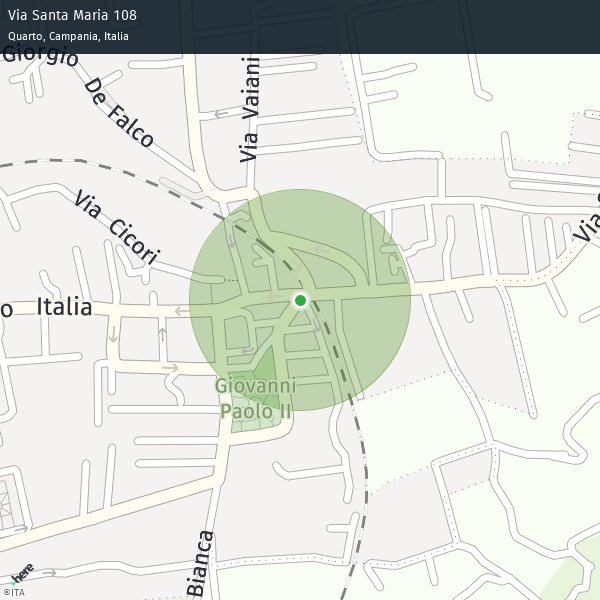 Via Santa Maria 108
Quarto, Campania, Italia
Giorgio
De Falco
Via Vaiani
Via Cicori
Via
o Italia
Giovanni
Paolo II
Bianca
here
©ITA